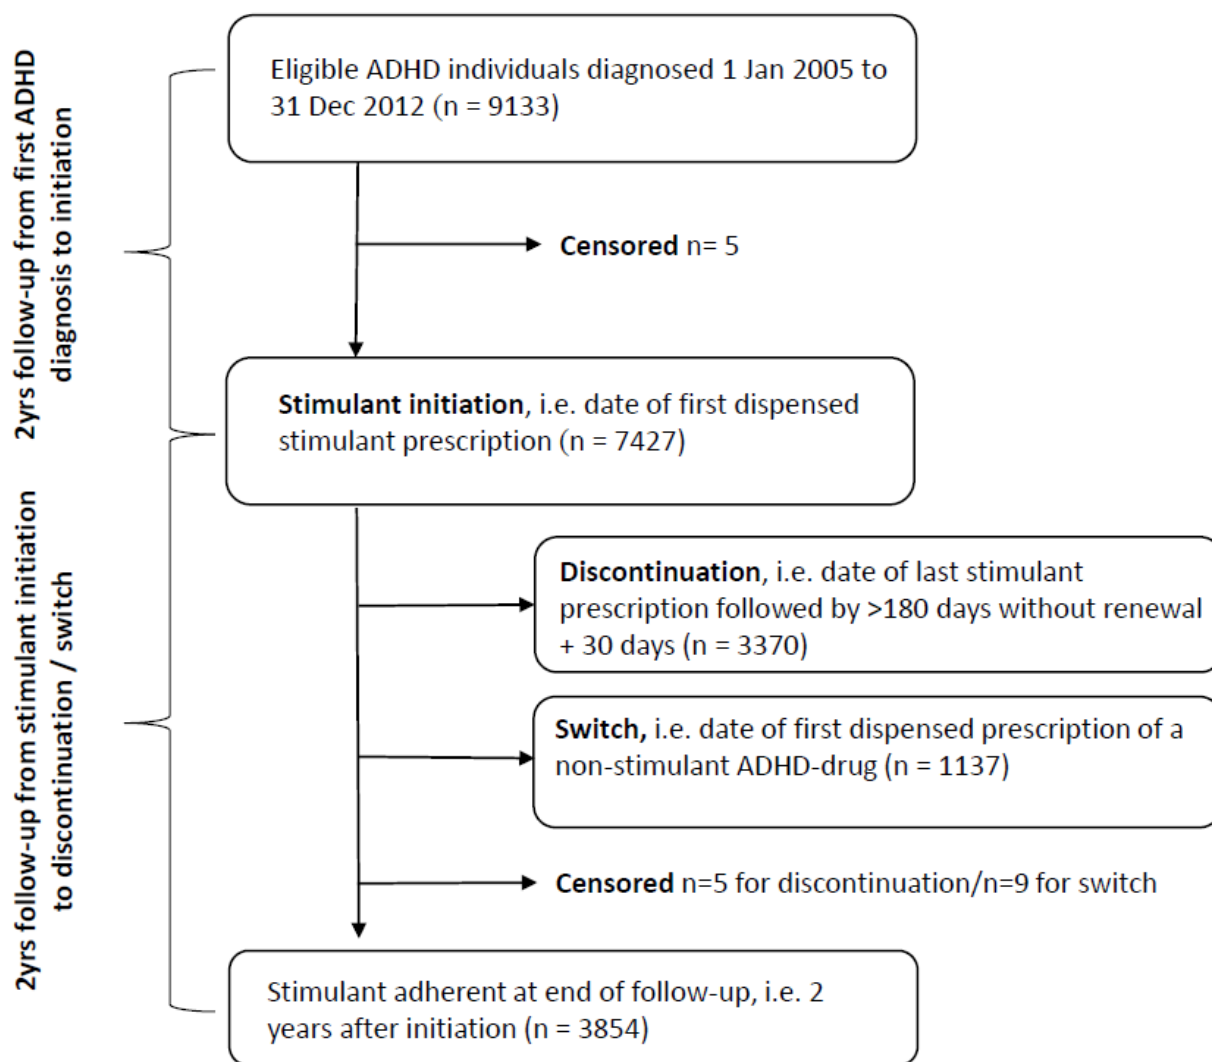 2yrs follow-up from first ADHD
diagnosis to initiation
Eligible ADHD individuals diagnosed 1 Jan 2005 to
31 Dec 2012 (n = 9133)
Censored n= 5
Stimulant initiation, i.e. date of first dispensed
stimulant prescription (n = 7427)
2yrs follow-up from stimulant initiation
to discontinuation / switch
Discontinuation, i.e. date of last stimulant
prescription followed by >180 days without renewal
+ 30 days (n = 3370)
Switch, i.e. date of first dispensed prescription of a
non-stimulant ADHD-drug (n = 1137)
Censored n=5 for discontinuation/n=9 for switch
Stimulant adherent at end of follow-up, i.e. 2
years after initiation (n = 3854)